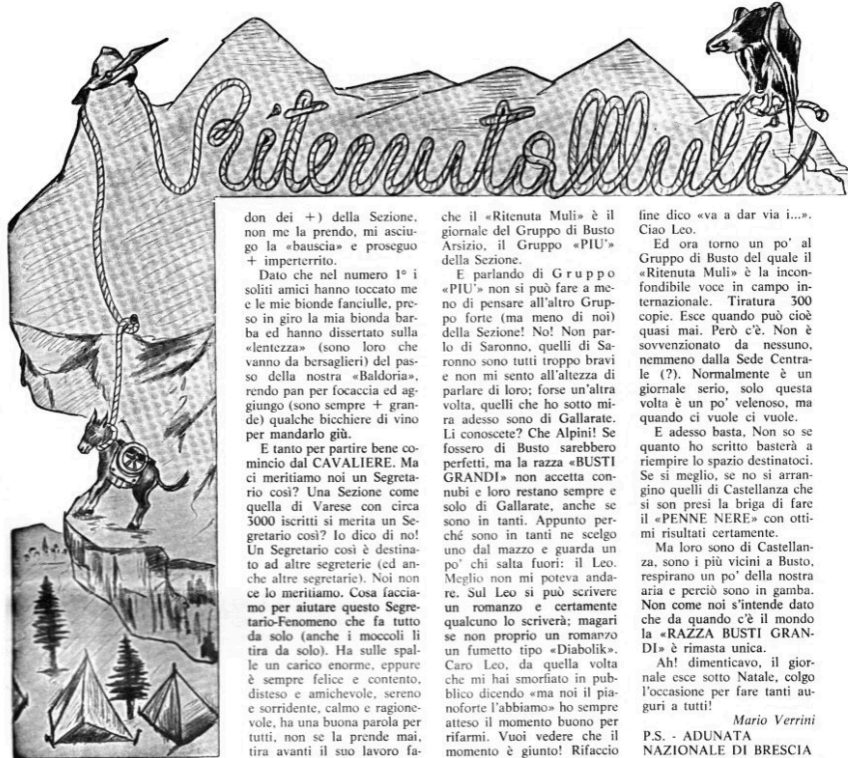 Ritenuta Muli
don dei +) della Sezione,
non me la prendo, mi asciu-
go la «bauscia» e proseguo
+ imperterrito.
Dato che nel numero 1° i
soliti amici hanno toccato me
e le mie bionde fanciulle, pre-
so in giro la mia bionda bar-
ba ed hanno dissertato sulla
«lentezza» (sono loro che
vanno da bersaglieri) del pas-
so della nostra «Baldoria»,
rendo pan per focaccia ed ag-
giungo (sono sempre + gran-
de) qualche bicchiere di vino
per mandarlo giù.
E tanto per partire bene co-
mincio dal CAVALIERE. Ma
ci meritiamo noi un Segreta-
rio così? Una Sezione come
quella di Varese con circa
3000 iscritti si merita un Se-
gretario così? Io dico di no!
Un Segretario così è destina-
to ad altre segreterie (ed an-
che altre segretarie). Noi non
ce lo meritiamo. Cosa faccia-
mo per aiutare questo Segre-
tario-Fenomeno che fa tutto
da solo (anche i moccoli li
tira da solo). Ha sulle spal-
le un carico enorme, eppure
è sempre felice e contento,
disteso e amichevole, sereno
e sorridente, calmo e ragione-
vole, ha una buona parola per
tutti, non se la prende mai,
tira avanti il suo lavoro fa-
che il «Ritenuta Muli» è il
giornale del Gruppo di Busto
Arsizio, il Gruppo «PIU'»
della Sezione.
E parlando di Gruppo
«PIU'» non si può fare a me-
no di pensare all'altro Grup-
po forte (ma meno di noi)
della Sezione! No! Non par-
lo di Saronno, quelli di Sa-
ronno sono tutti troppo bravi
e non mi sento all'altezza di
parlare di loro; forse un'altra
volta, quelli che ho sotto mi-
ra adesso sono di Gallarate.
Li conoscete? Che Alpini! Se
fossero di Busto sarebbero
perfetti, ma la razza «BUSTI
GRANDI» non accetta con-
nubi e loro restano sempre e
solo di Gallarate, anche se
sono in tanti. Appunto per-
ché sono in tanti ne scelgo
uno dal mazzo e guarda un
po' chi salta fuori: il Leo.
Meglio non mi poteva anda-
re. Sul Leo si può scrivere
un romanzo e certamente
qualcuno lo scriverà; magari
se non proprio un romanzo
un fumetto tipo «Diabolik».
Caro Leo, da quella volta
che mi hai smorfiato in pub-
blico dicendo «ma noi il pia-
noforte l'abbiamo» ho sempre
atteso il momento buono per
rifarmi. Vuoi vedere che il
momento è giunto! Rifaccio
fine dico «va a dar via i...».
Ciao Leo.
Ed ora torno un po' al
Gruppo di Busto del quale il
«Ritenuta Muli» è la incon-
fondibile voce in campo in-
ternazionale. Tiratura 300
copie. Esce quando può cioè
quasi mai. Però c'è. Non è
sovvenzionato da nessuno,
nemmeno dalla Sede Centra-
le (?). Normalmente è un
giornale serio, solo questa
volta è un po' velenoso, ma
quando ci vuole ci vuole.
E adesso basta, Non so se
quanto ho scritto basterà a
riempire lo spazio destinatoci.
Se si meglio, se no si arran-
gino quelli di Castellanza che
si son presi la briga di fare
il «PENNE NERE» con otti-
mi risultati certamente.
Ma loro sono di Castellan-
za, sono i più vicini a Busto,
respirano un po' della nostra
aria e perciò sono in gamba.
Non come noi s'intende dato
che da quando c'è il mondo
la «RAZZA BUSTI GRAN-
DI» è rimasta unica.
Ah! dimenticavo, il gior-
nale esce sotto Natale, colgo
l'occasione per fare tanti au-
guri a tutti!
Mario Verrini
P.S. - ADUNATA
NAZIONALE DI BRESCIA